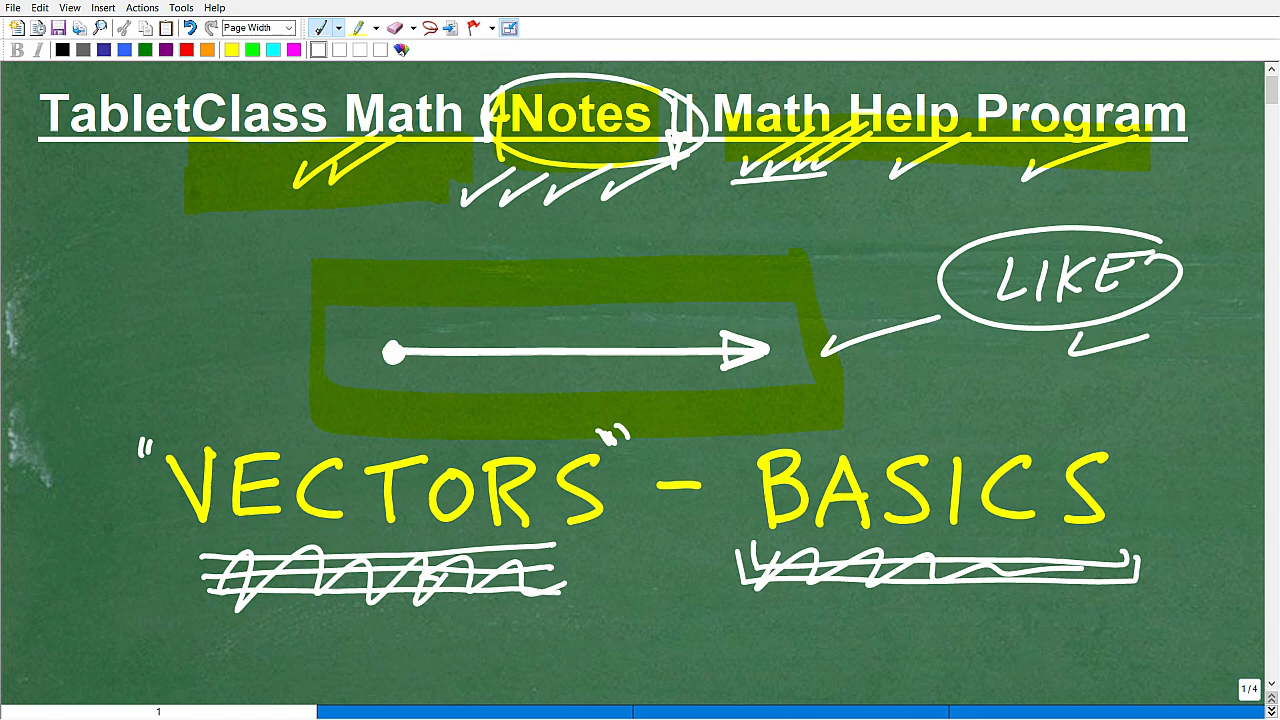 File Edit View Insert Actions Tools Help
Page Width
B I
TabletClass Math | Notes | Math Help Program
LIKE
"VECTORS" - BASICS
1/4
1